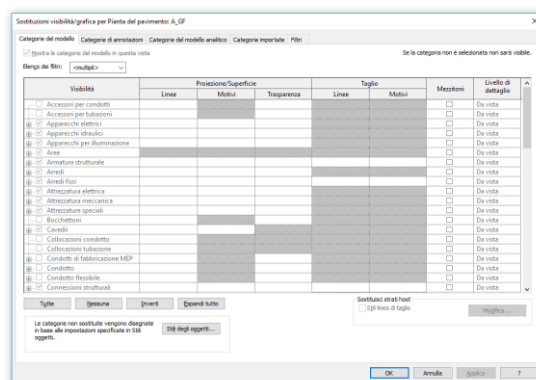 Sostituzioni visibilità/grafica per Pianta del pavimento: A_GF
Categorie del modello Categorie di annotazioni Categorie del modello analitico Categorie importate Filtri
Mostra le categorie del modello in questa vista
Se la categoria non è selezionata non sarà visibile.
Elenco dei filtri: <multipli>
Visibilità Proiezione/Superficie Taglio Mezzitoni Livello di dettaglio
Linee Motivi Trasparenza Linee Motivi
Accessori per condotti Da vista
Accessori per tubazioni Da vista
Apparecchi elettrici Da vista
Apparecchi idraulici Da vista
Apparecchi per illuminazione Da vista
Aree Da vista
Armatura strutturale Da vista
Arredi Da vista
Arredi fissi Da vista
Attrezzatura elettrica Da vista
Attrezzatura meccanica Da vista
Attrezzature speciali Da vista
Bocchettoni Da vista
Cavedii Da vista
Collocazioni condotto Da vista
Collocazioni tubazione Da vista
Condotti di fabbricazione MEP Da vista
Condotto Da vista
Condotto flessibile Da vista
Connessioni strutturali Da vista
Tutte Nessuna Inverti Espandi tutto
Sostituisci strati host
Stili linea di taglio Modifica...
Le categorie non sostituite vengono disegnate
in base alle impostazioni specificate in Stili
oggetti.
Stili degli oggetti...
OK Annulla Applica ?